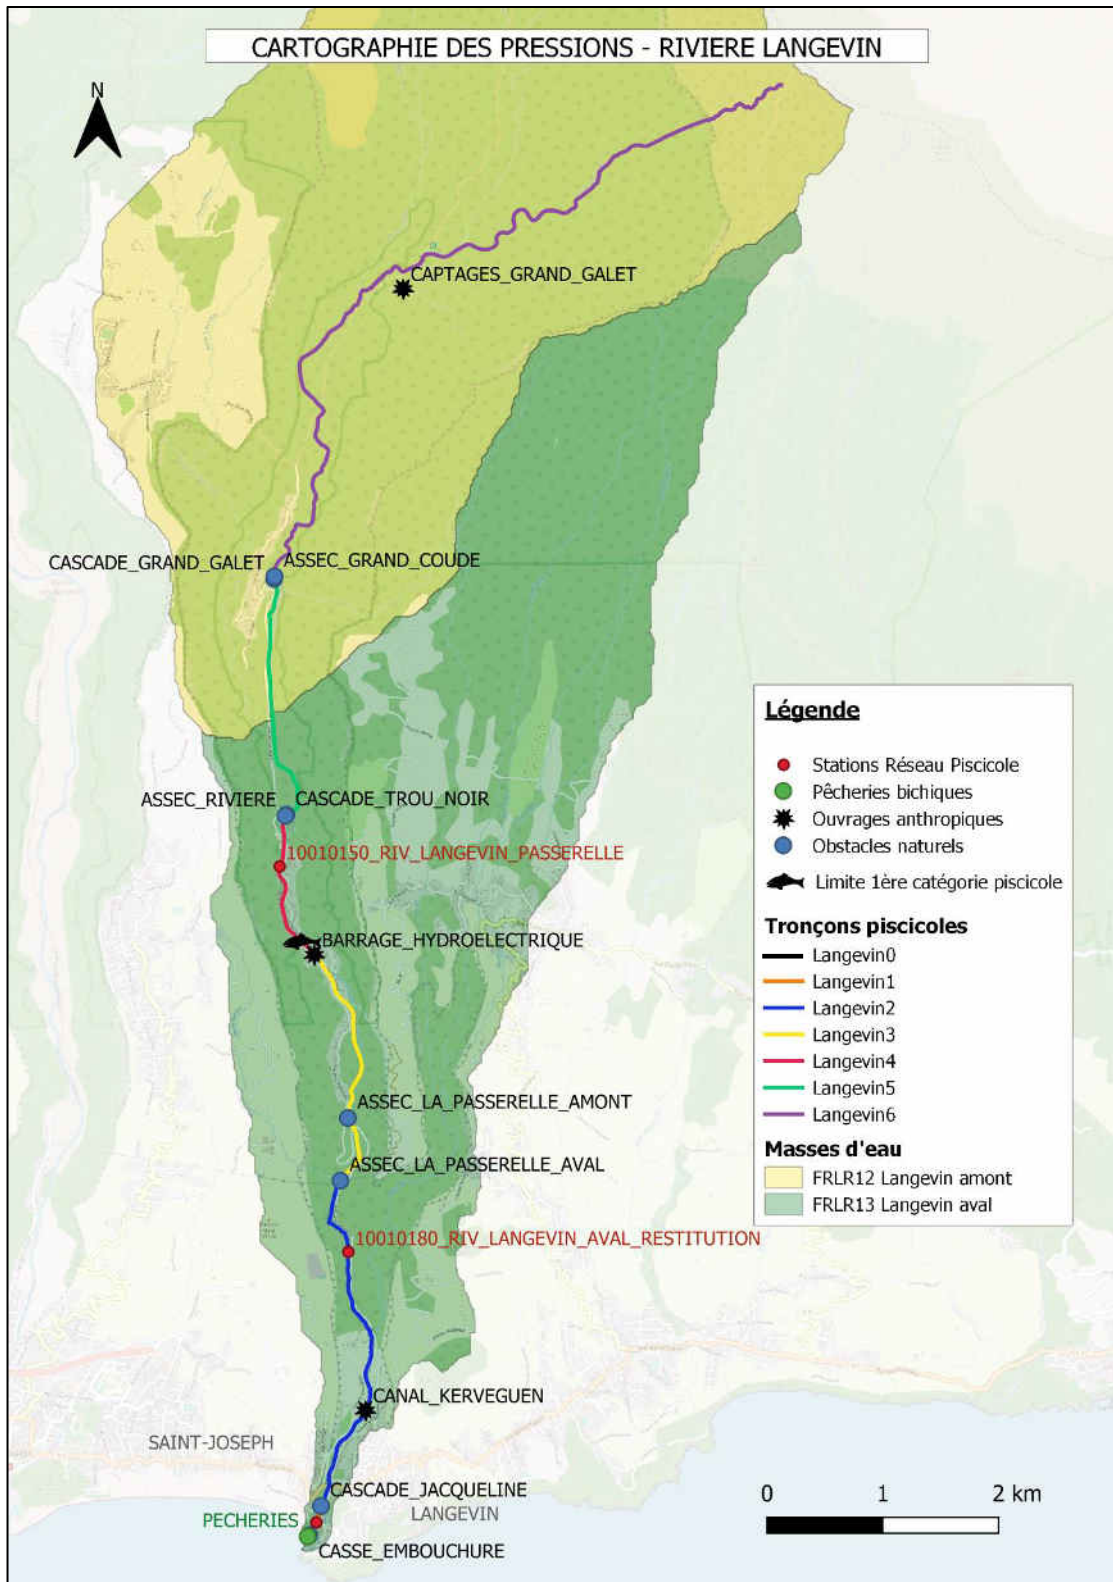 CARTOGRAPHIE DES PRESSIONS - RIVIERE LANGEVIN
N
CAPTAGES_GRAND_GALET
CASCADE_GRAND_GALET
ASSEC_GRAND_COUDE
ASSEC_RIVIERE
CASCADE_TROU_NOIR
10010150_RIV_LANGEVIN_PASSERELLE
BARRAGE_HYDROELECTRIQUE
ASSEC_LA_PASSERELLE_AMONT
ASSEC_LA_PASSERELLE_AVAL
10010180_RIV_LANGEVIN_AVAL_RESTITUTION
CANAL_KERVEGUEN
SAINT-JOSEPH
CASCADE_JACQUELINE
LANGEVIN
PECHERIES
CASSE_EMBOUCHURE
Légende
Stations Réseau Piscicole
Pêcheries bichiques
Ouvrages anthropiques
Obstacles naturels
Limite 1ère catégorie piscicole
Tronçons piscicoles
Langevin0
Langevin1
Langevin2
Langevin3
Langevin4
Langevin5
Langevin6
Masses d'eau
FRLR12 Langevin amont
FRLR13 Langevin aval
0 1 2 km